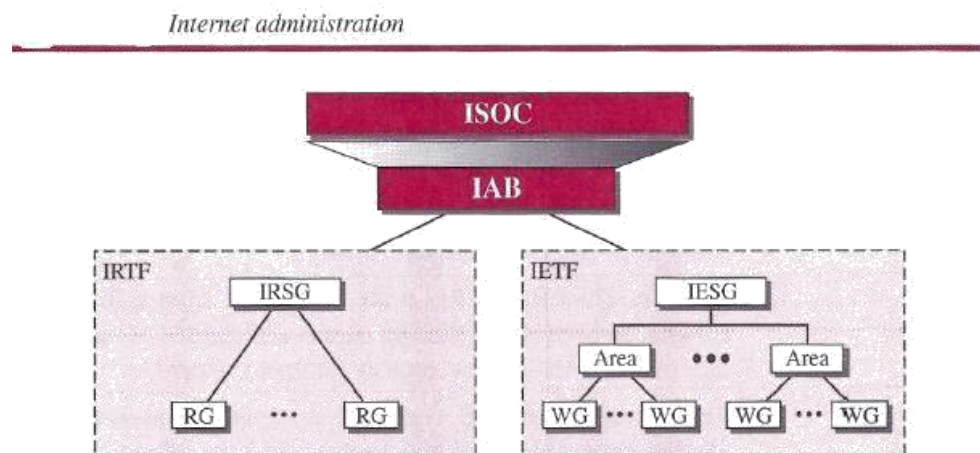 Internet administration
ISOC
IAB
IRTF
IRSG
RG ... RG
IETF
IESG
Area ... Area
WG ... WG WG ... WG